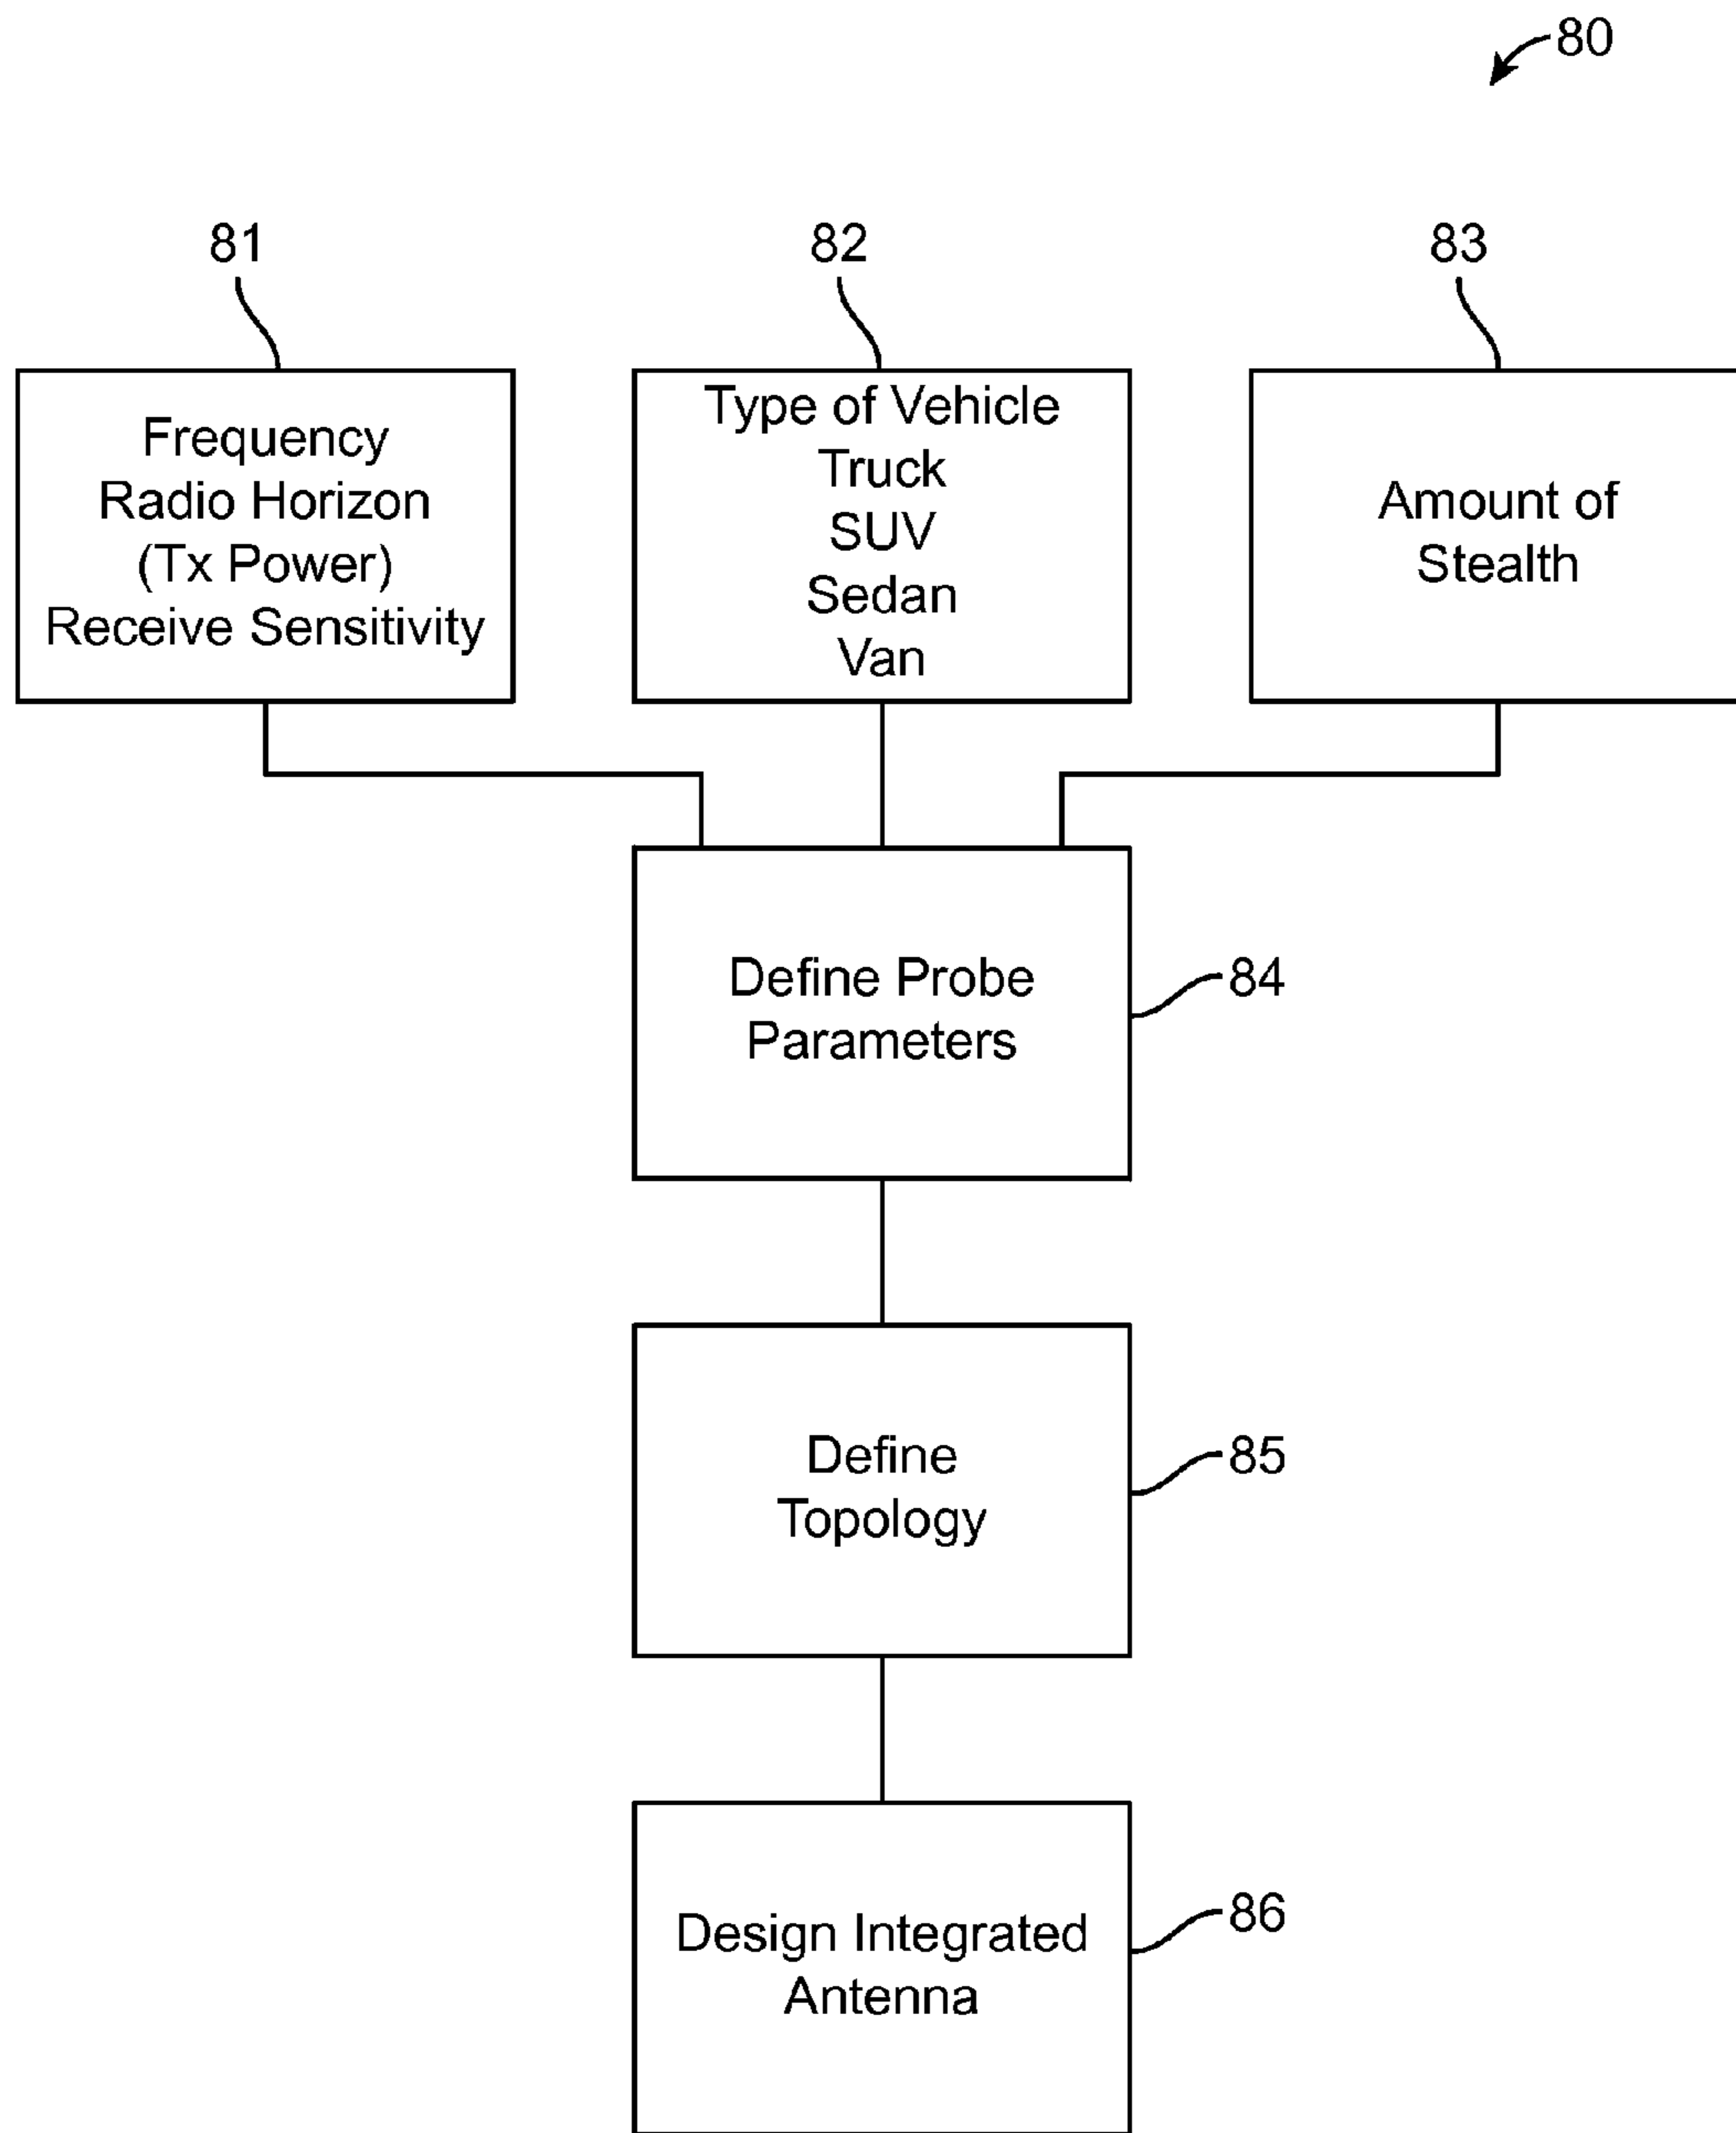 80
81
82
83
Frequency
Radio Horizon
(Tx Power)
Receive Sensitivity
Type of Vehicle
Truck
SUV
Sedan
Van
Amount of
Stealth
Define Probe
Parameters
84
Define
Topology
85
Design Integrated
Antenna
86